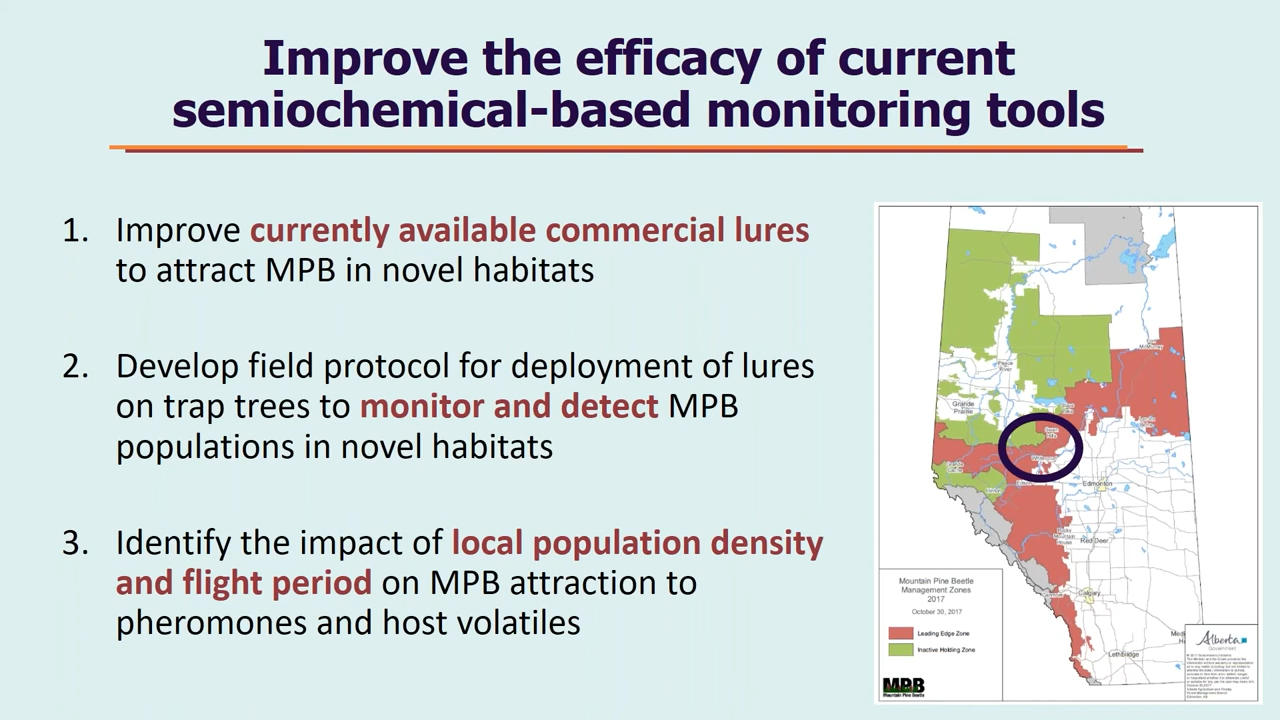 Improve the efficacy of current
semiochemical-based monitoring tools
1. Improve currently available commercial lures
to attract MPB in novel habitats
2. Develop field protocol for deployment of lures
on trap trees to monitor and detect MPB
populations in novel habitats
3. Identify the impact of local population density
and flight period on MPB attraction to
pheromones and host volatiles
Grande
Prairie
Edmonton
Red Deer
Calgary
Lethbridge
Mountain Pine Beetle
Management Zones
2017
October 30, 2017
Leading Edge Zone
Inactive Holding Zone
MPB
Mountain Pine Beetle
Alberta
Government